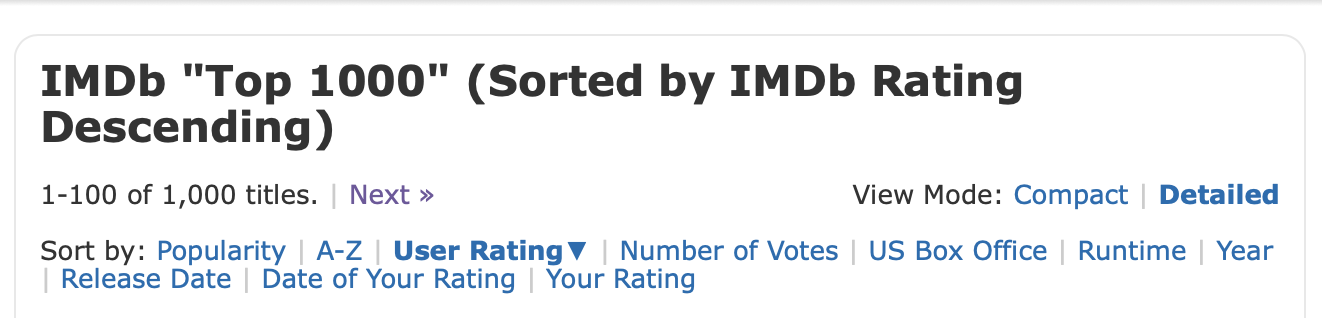 IMDb "Top 1000" (Sorted by IMDb Rating
Descending)
1-100 of 1,000 titles. | Next » View Mode: Compact | Detailed
Sort by: Popularity | A-Z | User Rating▼ | Number of Votes | US Box Office | Runtime | Year
| Release Date | Date of Your Rating | Your Rating